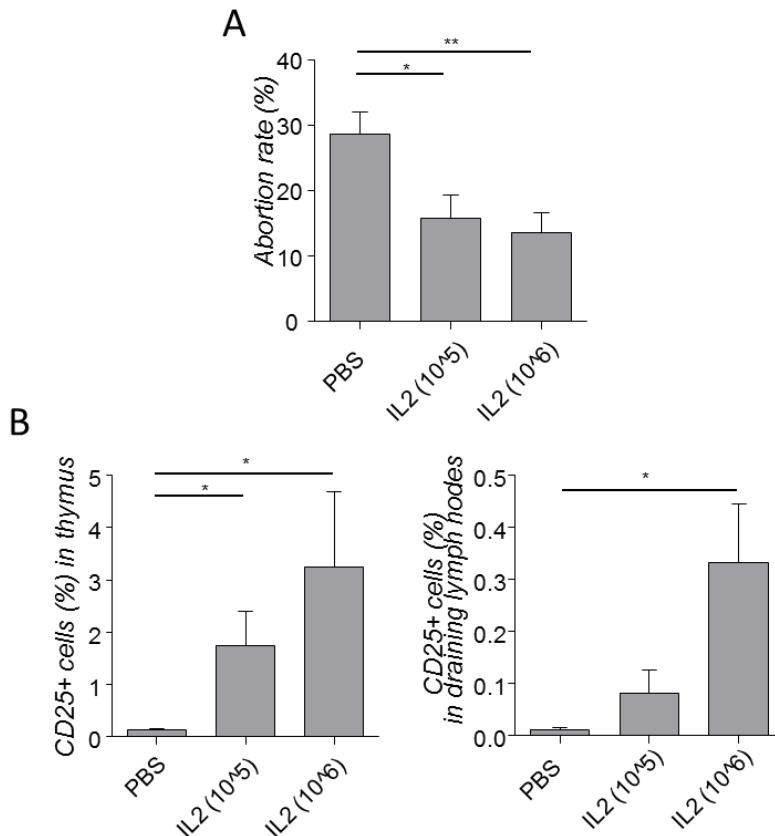 A
Abortion rate (%)
40
30
20
10
0
**
*
PBS
IL2 (10^5)
IL2 (10^6)
B
CD25+ cells (%) in thymus
5
4
3
2
1
0
*
*
PBS
IL2 (10^5)
IL2 (10^6)
CD25+ cells (%)
in draining lymph nodes
0.5
0.4
0.3
0.2
0.1
0.0
*
PBS
IL2 (10^5)
IL2 (10^6)